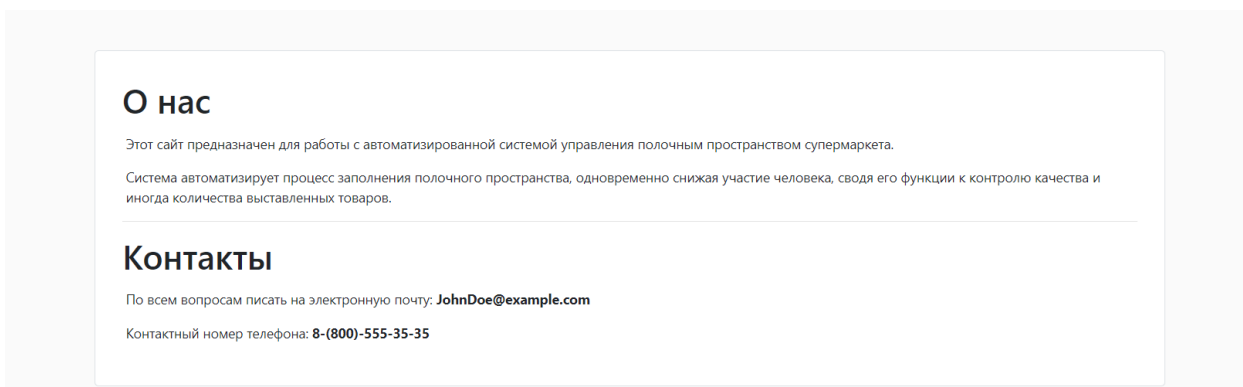 О нас
Этот сайт предназначен для работы с автоматизированной системой управления полочным пространством супермаркета.
Система автоматизирует процесс заполнения полочного пространства, одновременно снижая участие человека, сводя его функции к контролю качества и
иногда количества выставленных товаров.
Контакты
По всем вопросам писать на электронную почту: JohnDoe@example.com
Контактный номер телефона: 8-(800)-555-35-35